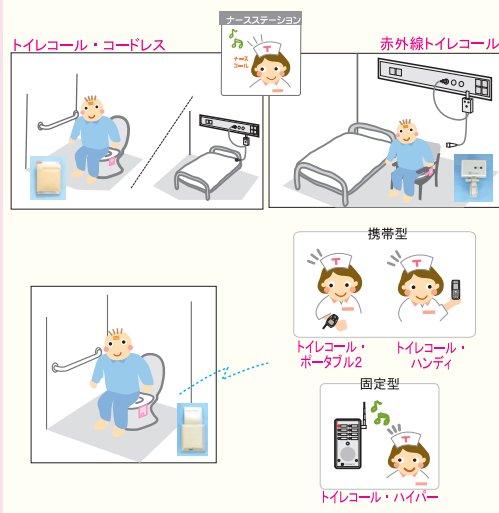 ナースステーション
トイレコール・コードレス
赤外線トイレコール
ナース
コール
携帯型
トイレコール・
ポータブル2
トイレコール・
ハンディ
固定型
トイレコール・ハイパー